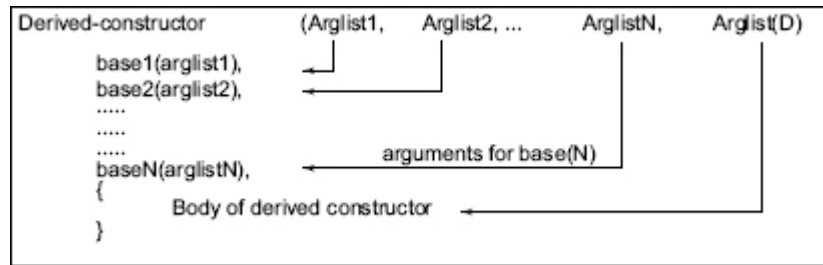 Derived-constructor (Arglist1, Arglist2, ... ArglistN, Arglist(D)
base1(arglist1),
base2(arglist2),
.....
.....
.....
arguments for base(N)
baseN(arglistN),
{
Body of derived constructor
}